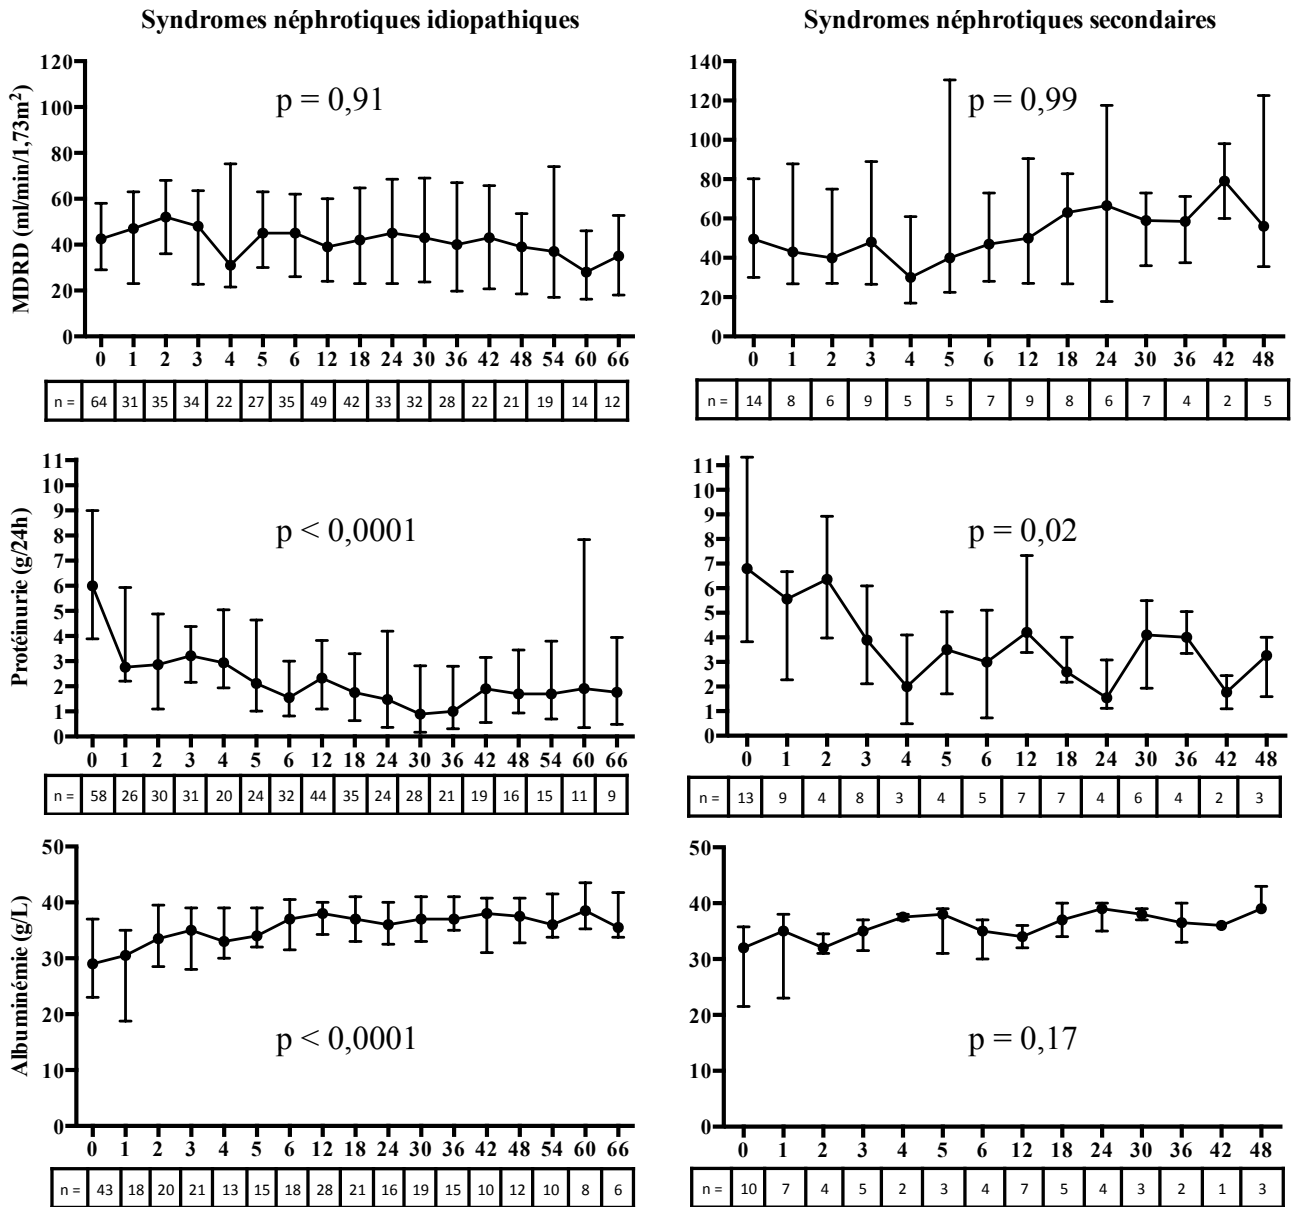 Syndromes néphrotiques idiopathiques
MDRD (ml/min/1,73m²)
120
100
80
60
40
20
0
p = 0,91
0 1 2 3 4 5 6 12 18 24 30 36 42 48 54 60 66
n = 64 31 35 34 22 27 35 49 42 33 32 28 22 21 19 14 12
Syndromes néphrotiques secondaires
140
120
100
80
60
40
20
0
p = 0,99
0 1 2 3 4 5 6 12 18 24 30 36 42 48
n = 14 8 6 9 5 5 7 9 8 6 7 4 2 5
Protéinurie (g/24h)
11
10
9
8
7
6
5
4
3
2
1
0
p < 0,0001
0 1 2 3 4 5 6 12 18 24 30 36 42 48 54 60 66
n = 58 26 30 31 20 24 32 44 35 24 28 21 19 16 15 11 9
11
10
9
8
7
6
5
4
3
2
1
0
p = 0,02
0 1 2 3 4 5 6 12 18 24 30 36 42 48
n = 13 9 4 8 3 4 5 7 7 4 6 4 2 3
Albuminémie (g/L)
50
40
30
20
10
0
p < 0,0001
0 1 2 3 4 5 6 12 18 24 30 36 42 48 54 60 66
n = 43 18 20 21 13 15 18 28 21 16 19 15 10 12 10 8 6
50
40
30
20
10
0
p = 0,17
0 1 2 3 4 5 6 12 18 24 30 36 42 48
n = 10 7 4 5 2 3 4 7 5 4 3 2 1 3